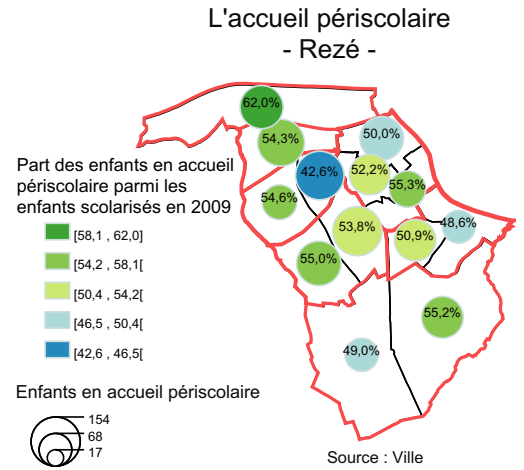 L'accueil périscolaire
- Rezé -
62,0%
54,3%
50,0%
42,6%
52,2%
55,3%
54,6%
53,8%
50,9%
48,6%
55,0%
55,2%
49,0%
Part des enfants en accueil
périscolaire parmi les
enfants scolarisés en 2009
[58,1 , 62,0]
[54,2 , 58,1[
[50,4 , 54,2[
[46,5 , 50,4[
[42,6 , 46,5[
Enfants en accueil périscolaire
154
68
17
Source : Ville